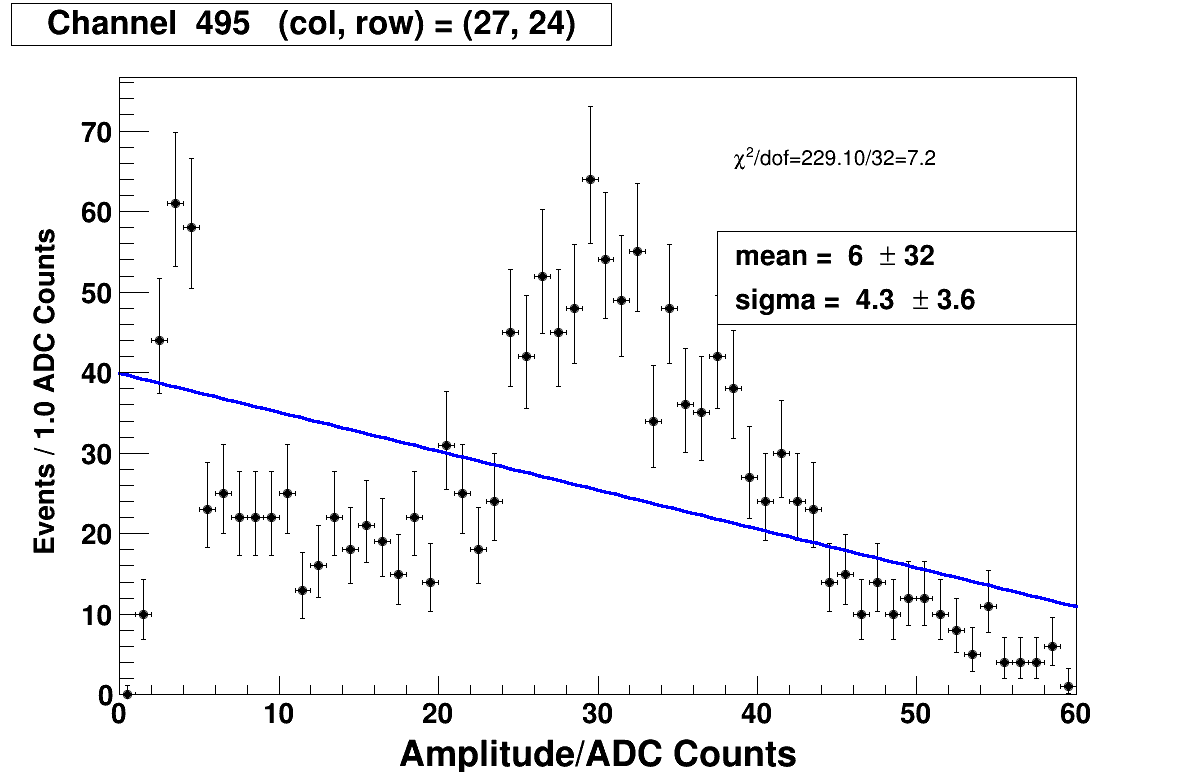 Channel 495 (col, row) = (27, 24)
χ²/dof=229.10/32=7.2
mean = 6 ± 32
sigma = 4.3 ± 3.6
Events / 1.0 ADC Counts
70
60
50
40
30
20
10
0
0 10 20 30 40 50 60
Amplitude/ADC Counts